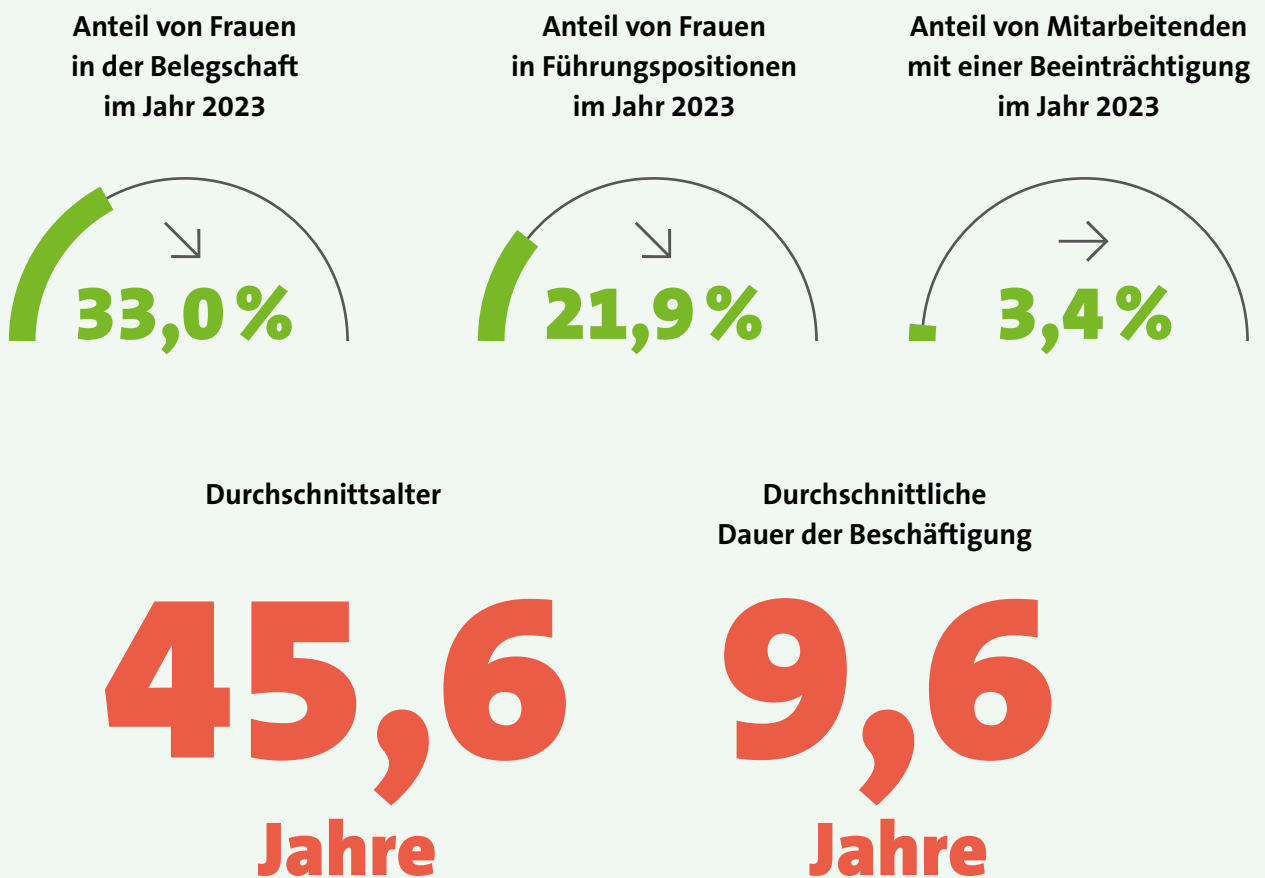 Anteil von Frauen
in der Belegschaft
im Jahr 2023
33,0 %
Anteil von Frauen
in Führungspositionen
im Jahr 2023
21,9 %
Anteil von Mitarbeitenden
mit einer Beeinträchtigung
im Jahr 2023
3,4 %
Durchschnittsalter
45,6
Jahre
Durchschnittliche
Dauer der Beschäftigung
9,6
Jahre